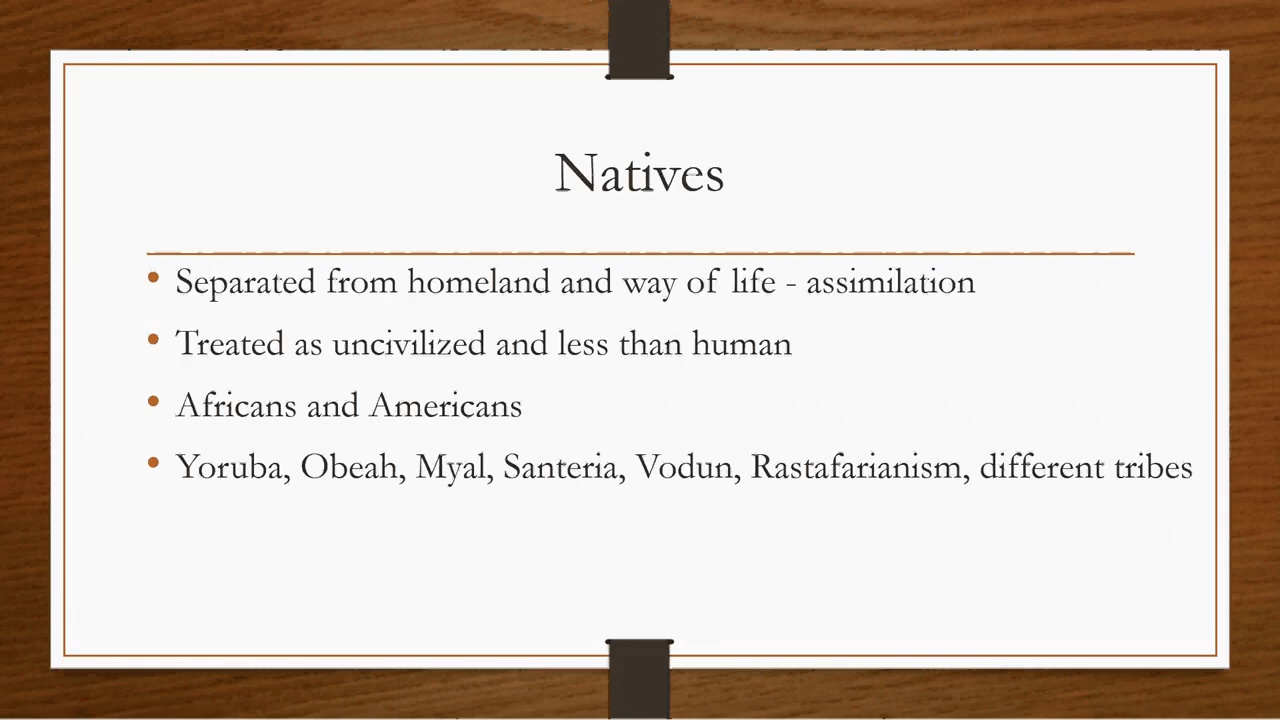 Natives
• Separated from homeland and way of life - assimilation
• Treated as uncivilized and less than human
• Africans and Americans
• Yoruba, Obeah, Myal, Santeria, Vodun, Rastafarianism, different tribes